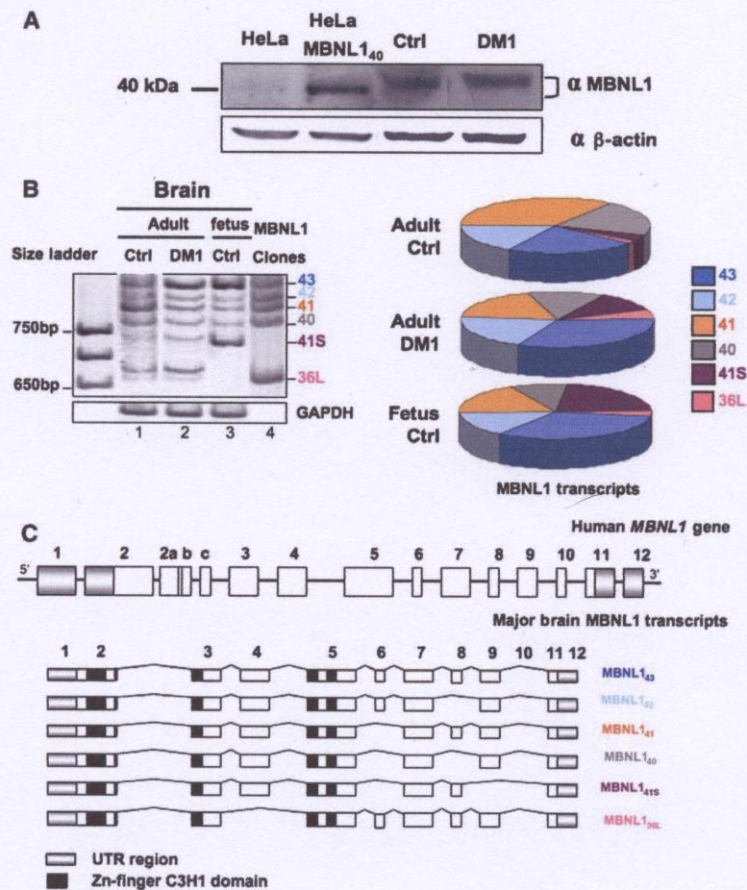 A
HeLa
HeLa
MBNL1₄₀
Ctrl
DM1
40 kDa
α MBNL1
α β-actin
B
Brain
Adult
fetus
MBNL1
Size ladder
Ctrl
DM1
Ctrl
Clones
43
42
41
40
41S
36L
750bp
650bp
GAPDH
1 2 3 4
Adult
Ctrl
Adult
DM1
Fetus
Ctrl
MBNL1 transcripts
43
42
41
40
41S
36L
C
Human MBNL1 gene
1 2 2a b c 3 4 5 6 7 8 9 10 11 12
5'
3'
Major brain MBNL1 transcripts
1 2 3 4 5 6 7 8 9 10 11 12
MBNL1₄₃
MBNL1₄₂
MBNL1₄₁
MBNL1₄₀
MBNL1₄₁S
MBNL1₃₆L
UTR region
Zn-finger C3H1 domain